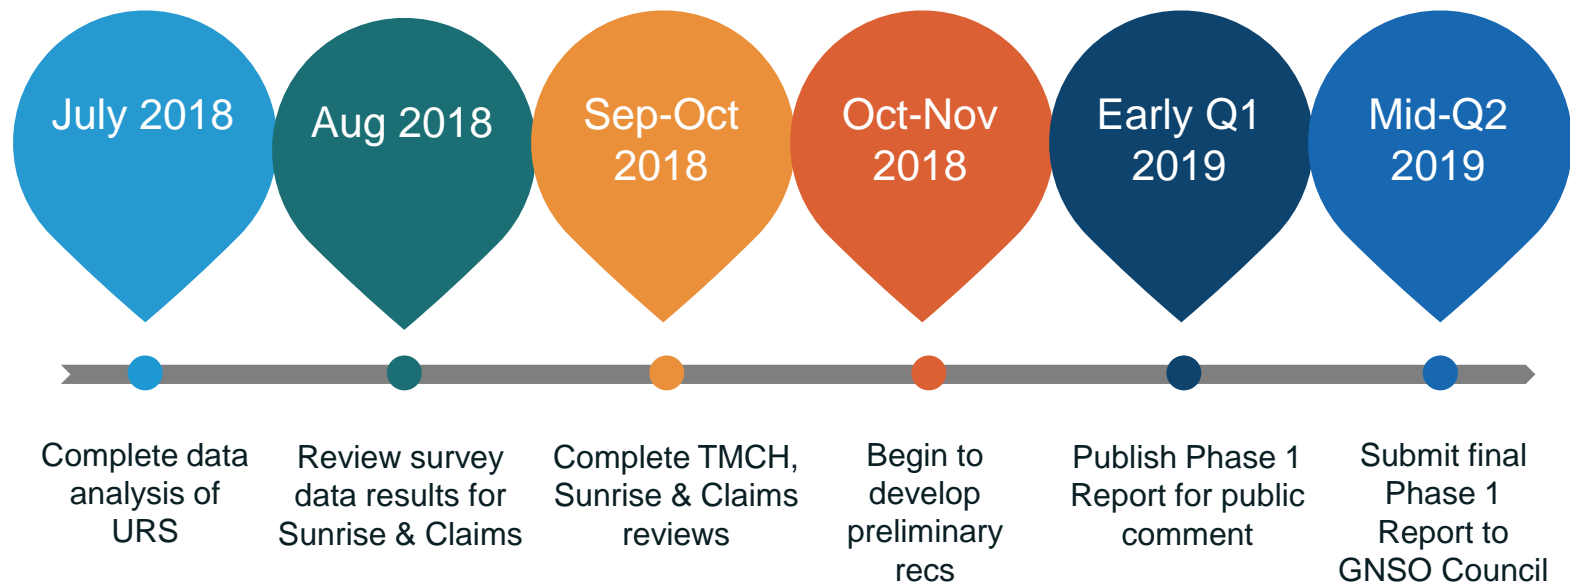 July 2018
Aug 2018
Sep-Oct
2018
Oct-Nov
2018
Early Q1
2019
Mid-Q2
2019
Complete data
analysis of
URS
Review survey
data results for
Sunrise & Claims
Complete TMCH,
Sunrise & Claims
reviews
Begin to
develop
preliminary
recs
Publish Phase 1
Report for public
comment
Submit final
Phase 1
Report to
GNSO Council